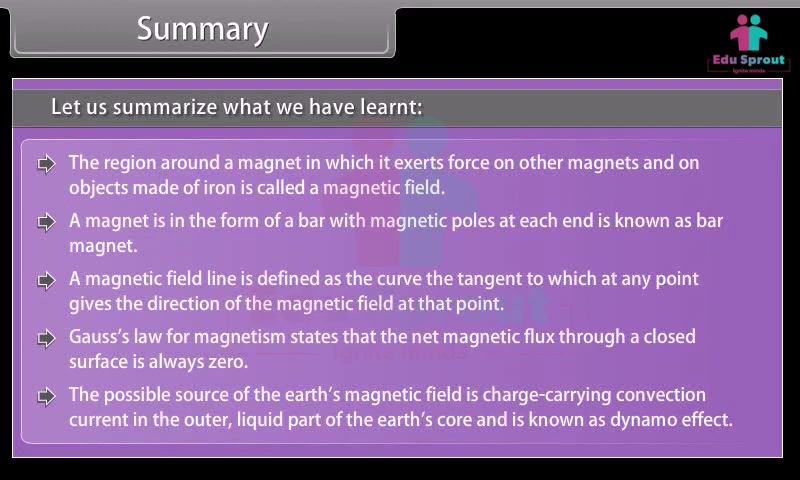 Summary
Edu Sprout
Ignite minds
Let us summarize what we have learnt:
The region around a magnet in which it exerts force on other magnets and on
objects made of iron is called a magnetic field.
A magnet is in the form of a bar with magnetic poles at each end is known as bar
magnet.
A magnetic field line is defined as the curve the tangent to which at any point
gives the direction of the magnetic field at that point.
Gauss's law for magnetism states that the net magnetic flux through a closed
surface is always zero.
The possible source of the earth's magnetic field is charge-carrying convection
current in the outer, liquid part of the earth's core and is known as dynamo effect.